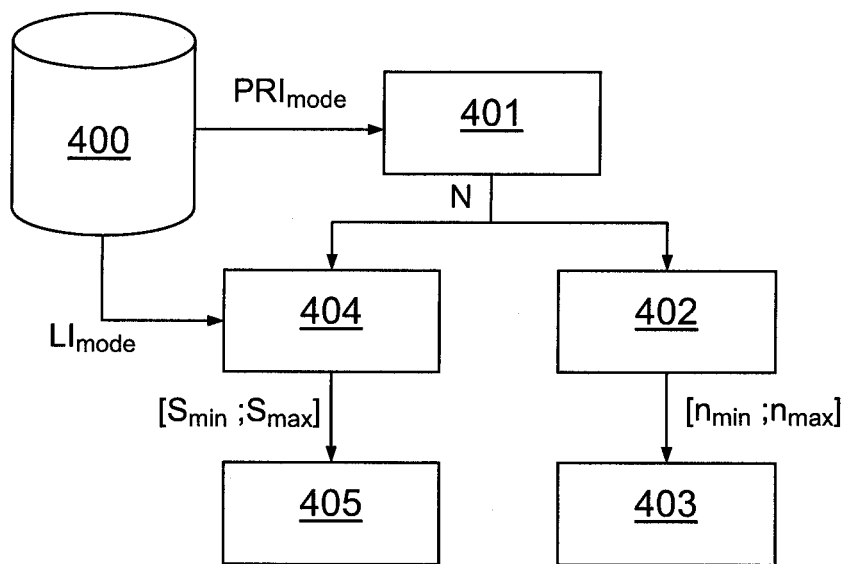 PRImode
400
401
N
404
402
LImode
[Smin ;Smax]
[nmin ;nmax]
405
403